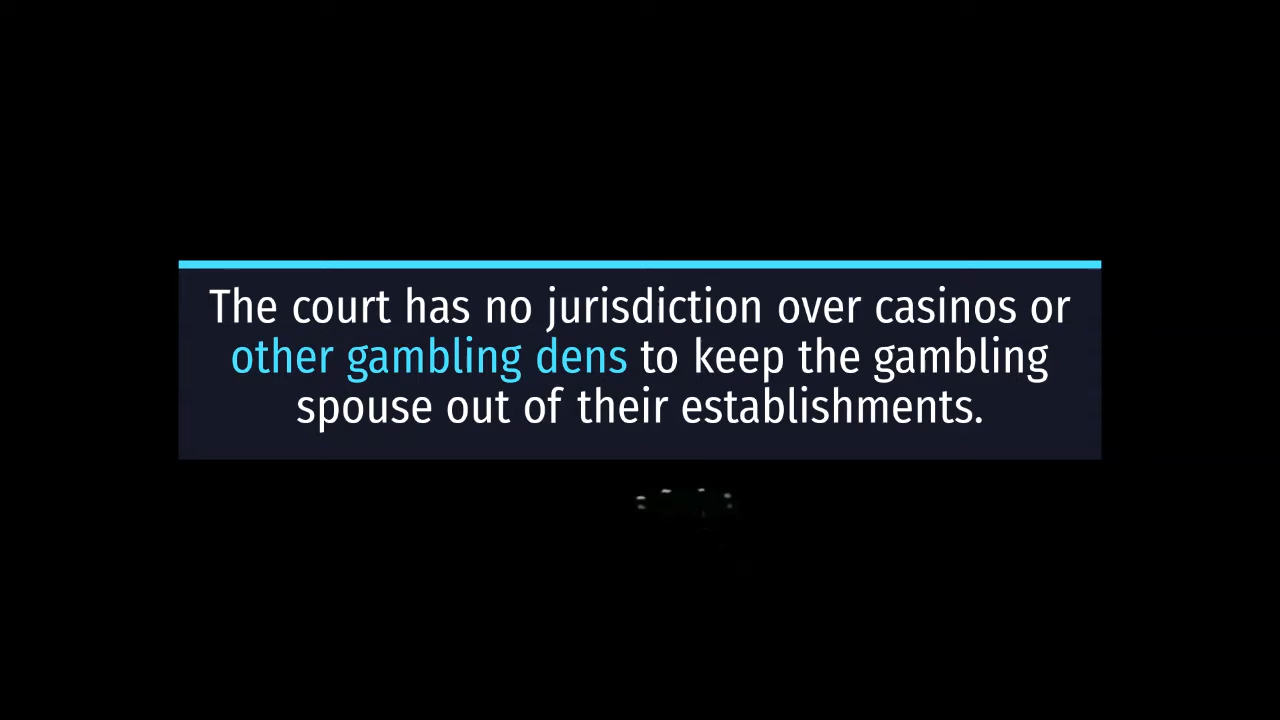 The court has no jurisdiction over casinos or
other gambling dens to keep the gambling
spouse out of their establishments.